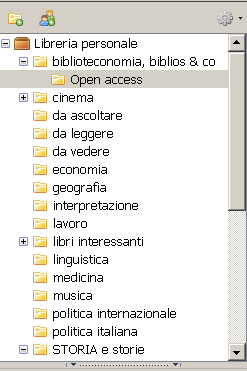 Libreria personale
biblioteconomia, biblios & co
Open access
cinema
da ascoltare
da leggere
da vedere
economia
geografia
interpretazione
lavoro
libri interessanti
linguistica
medicina
musica
politica internazionale
politica italiana
STORIA e storie